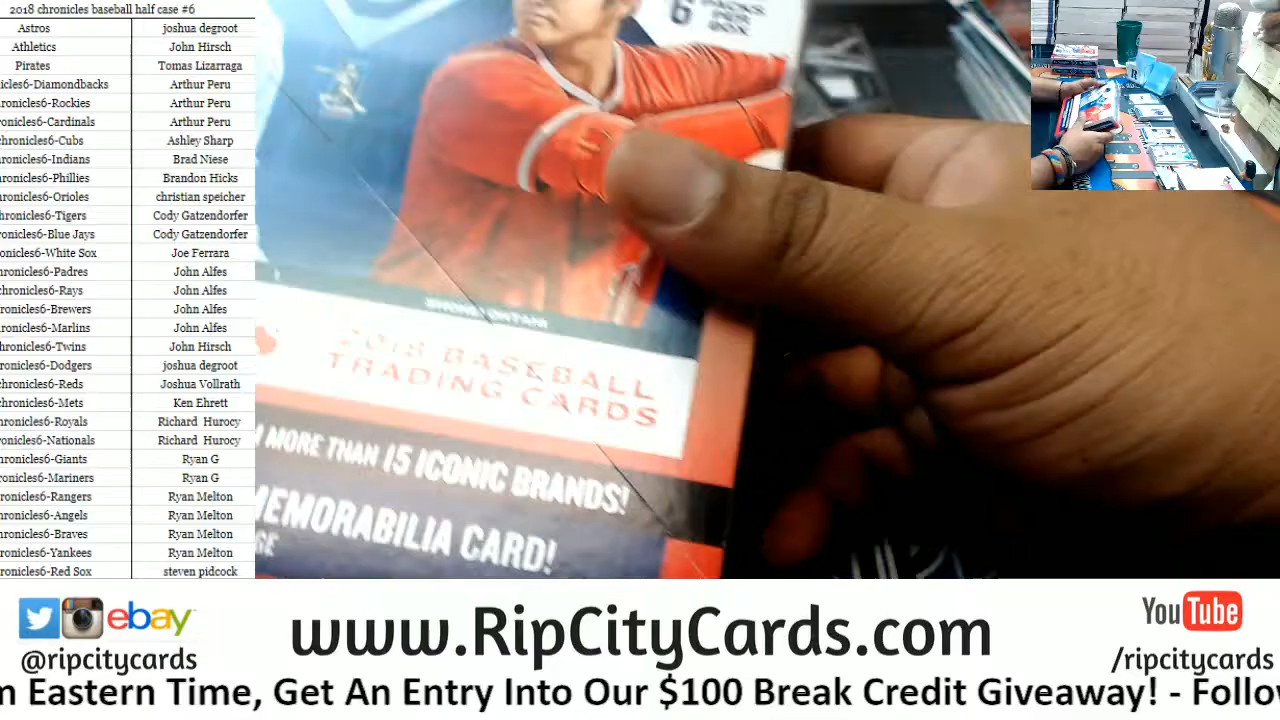 2018 chronicles baseball half case #6
Astros joshua degroot
Athletics John Hirsch
Pirates Tomas Lizarraga
icles6-Diamondbacks Arthur Peru
ronicles6-Rockies Arthur Peru
ronicles6-Cardinals Arthur Peru
chronicles6-Cubs Ashley Sharp
hronicles6-Indians Brad Niese
hronicles6-Phillies Brandon Hicks
ronicles6-Orioles christian speicher
hronicles6-Tigers Cody Gatzendorfer
onicles6-Blue Jays Cody Gatzendorfer
onicles6-White Sox Joe Ferrara
ronicles6-Padres John Alfes
chronicles6-Rays John Alfes
ronicles6-Brewers John Alfes
hronicles6-Marlins John Alfes
hronicles6-Twins John Hirsch
ronicles6-Dodgers joshua degroot
chronicles6-Reds Joshua Vollrath
chronicles6-Mets Ken Ehrett
hronicles6-Royals Richard Hurocy
onicles6-Nationals Richard Hurocy
hronicles6-Giants Ryan G
ronicles6-Mariners Ryan G
ronicles6-Rangers Ryan Melton
hronicles6-Angels Ryan Melton
hronicles6-Braves Ryan Melton
ronicles6-Yankees Ryan Melton
ronicles6-Red Sox steven pidcock
6
2018 BASEBALL
TRADING CARDS
MORE THAN 15 ICONIC BRANDS!
MEMORABILIA CARD!
ebay
@ripcitycards
www.RipCityCards.com
YouTube
/ripcitycards
m Eastern Time, Get An Entry Into Our $100 Break Credit Giveaway! - Follow